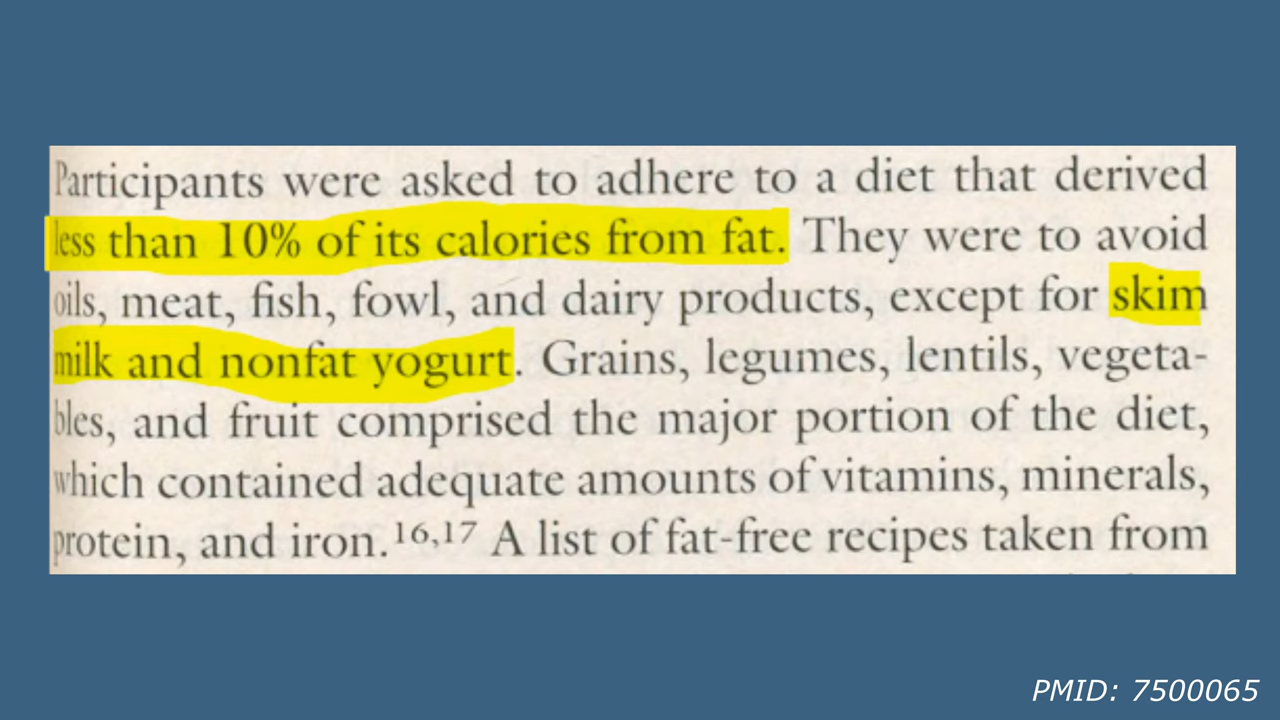 Participants were asked to adhere to a diet that derived
less than 10% of its calories from fat. They were to avoid
oils, meat, fish, fowl, and dairy products, except for skim
milk and nonfat yogurt. Grains, legumes, lentils, vegeta-
bles, and fruit comprised the major portion of the diet,
which contained adequate amounts of vitamins, minerals,
protein, and iron.16,17 A list of fat-free recipes taken from
PMID: 7500065